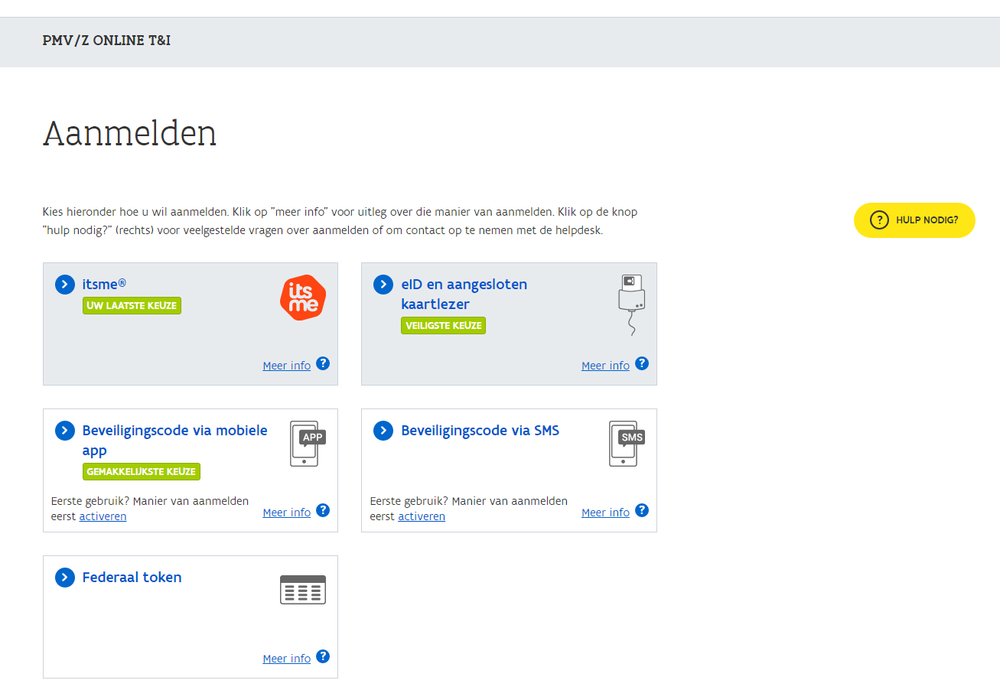 PMV/Z ONLINE T&I
Aanmelden
Kies hieronder hoe u wil aanmelden. Klik op "meer info" voor uitleg over die manier van aanmelden. Klik op de knop
"hulp nodig?" (rechts) voor veelgestelde vragen over aanmelden of om contact op te nemen met de helpdesk.
? HULP NODIG?
itsme®
UW LAATSTE KEUZE
its
me
Meer info ?
eID en aangesloten
kaartlezer
VEILIGSTE KEUZE
Meer info ?
Beveiligingscode via mobiele
app
GEMAKKELIJKSTE KEUZE
APP
Eerste gebruik? Manier van aanmelden
eerst activeren
Meer info ?
Beveiligingscode via SMS
SMS
Eerste gebruik? Manier van aanmelden
eerst activeren
Meer info ?
Federaal token
Meer info ?